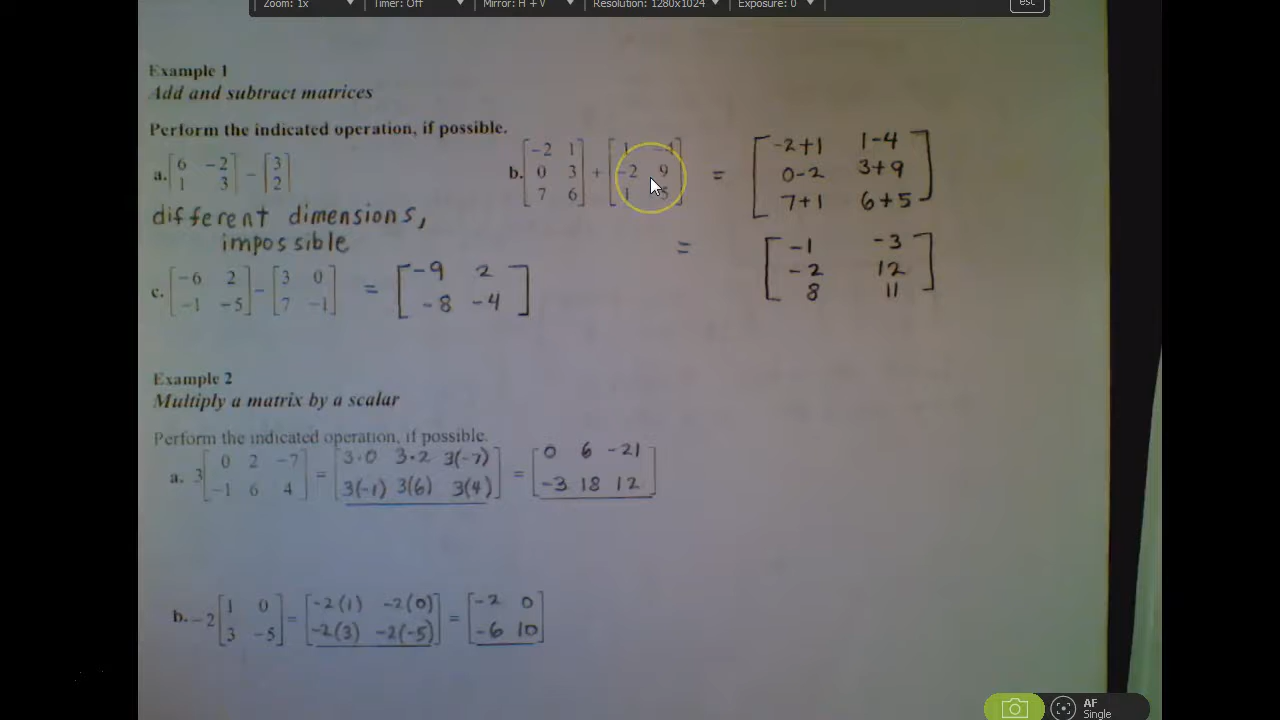 Zoom: 1x Timer: Off Mirror: H + V Resolution: 1280x1024 Exposure: 0 esc
Example 1
Add and subtract matrices
Perform the indicated operation, if possible.
a. [6 -2] - [3]
[1 3] [2]
different dimensions,
impossible
b. [-2 1] + [1 -4] = [-2+1 1-4]
[0 3] [-2 9] [0-2 3+9]
[7 6] [1 5] [7+1 6+5]
= [-1 -3]
[-2 12]
[8 11]
c. [-6 2] - [3 0] = [-9 2]
[-1 -5] [7 -1] [-8 -4]
Example 2
Multiply a matrix by a scalar
Perform the indicated operation, if possible.
a. 3 [0 2 -7] = [3·0 3·2 3(-7)] = [0 6 -21]
[-1 6 4] [3(-1) 3(6) 3(4)] [-3 18 12]
b. -2 [1 0] = [-2(1) -2(0)] = [-2 0]
[3 -5] [-2(3) -2(-5)] [-6 10]
AF
Single